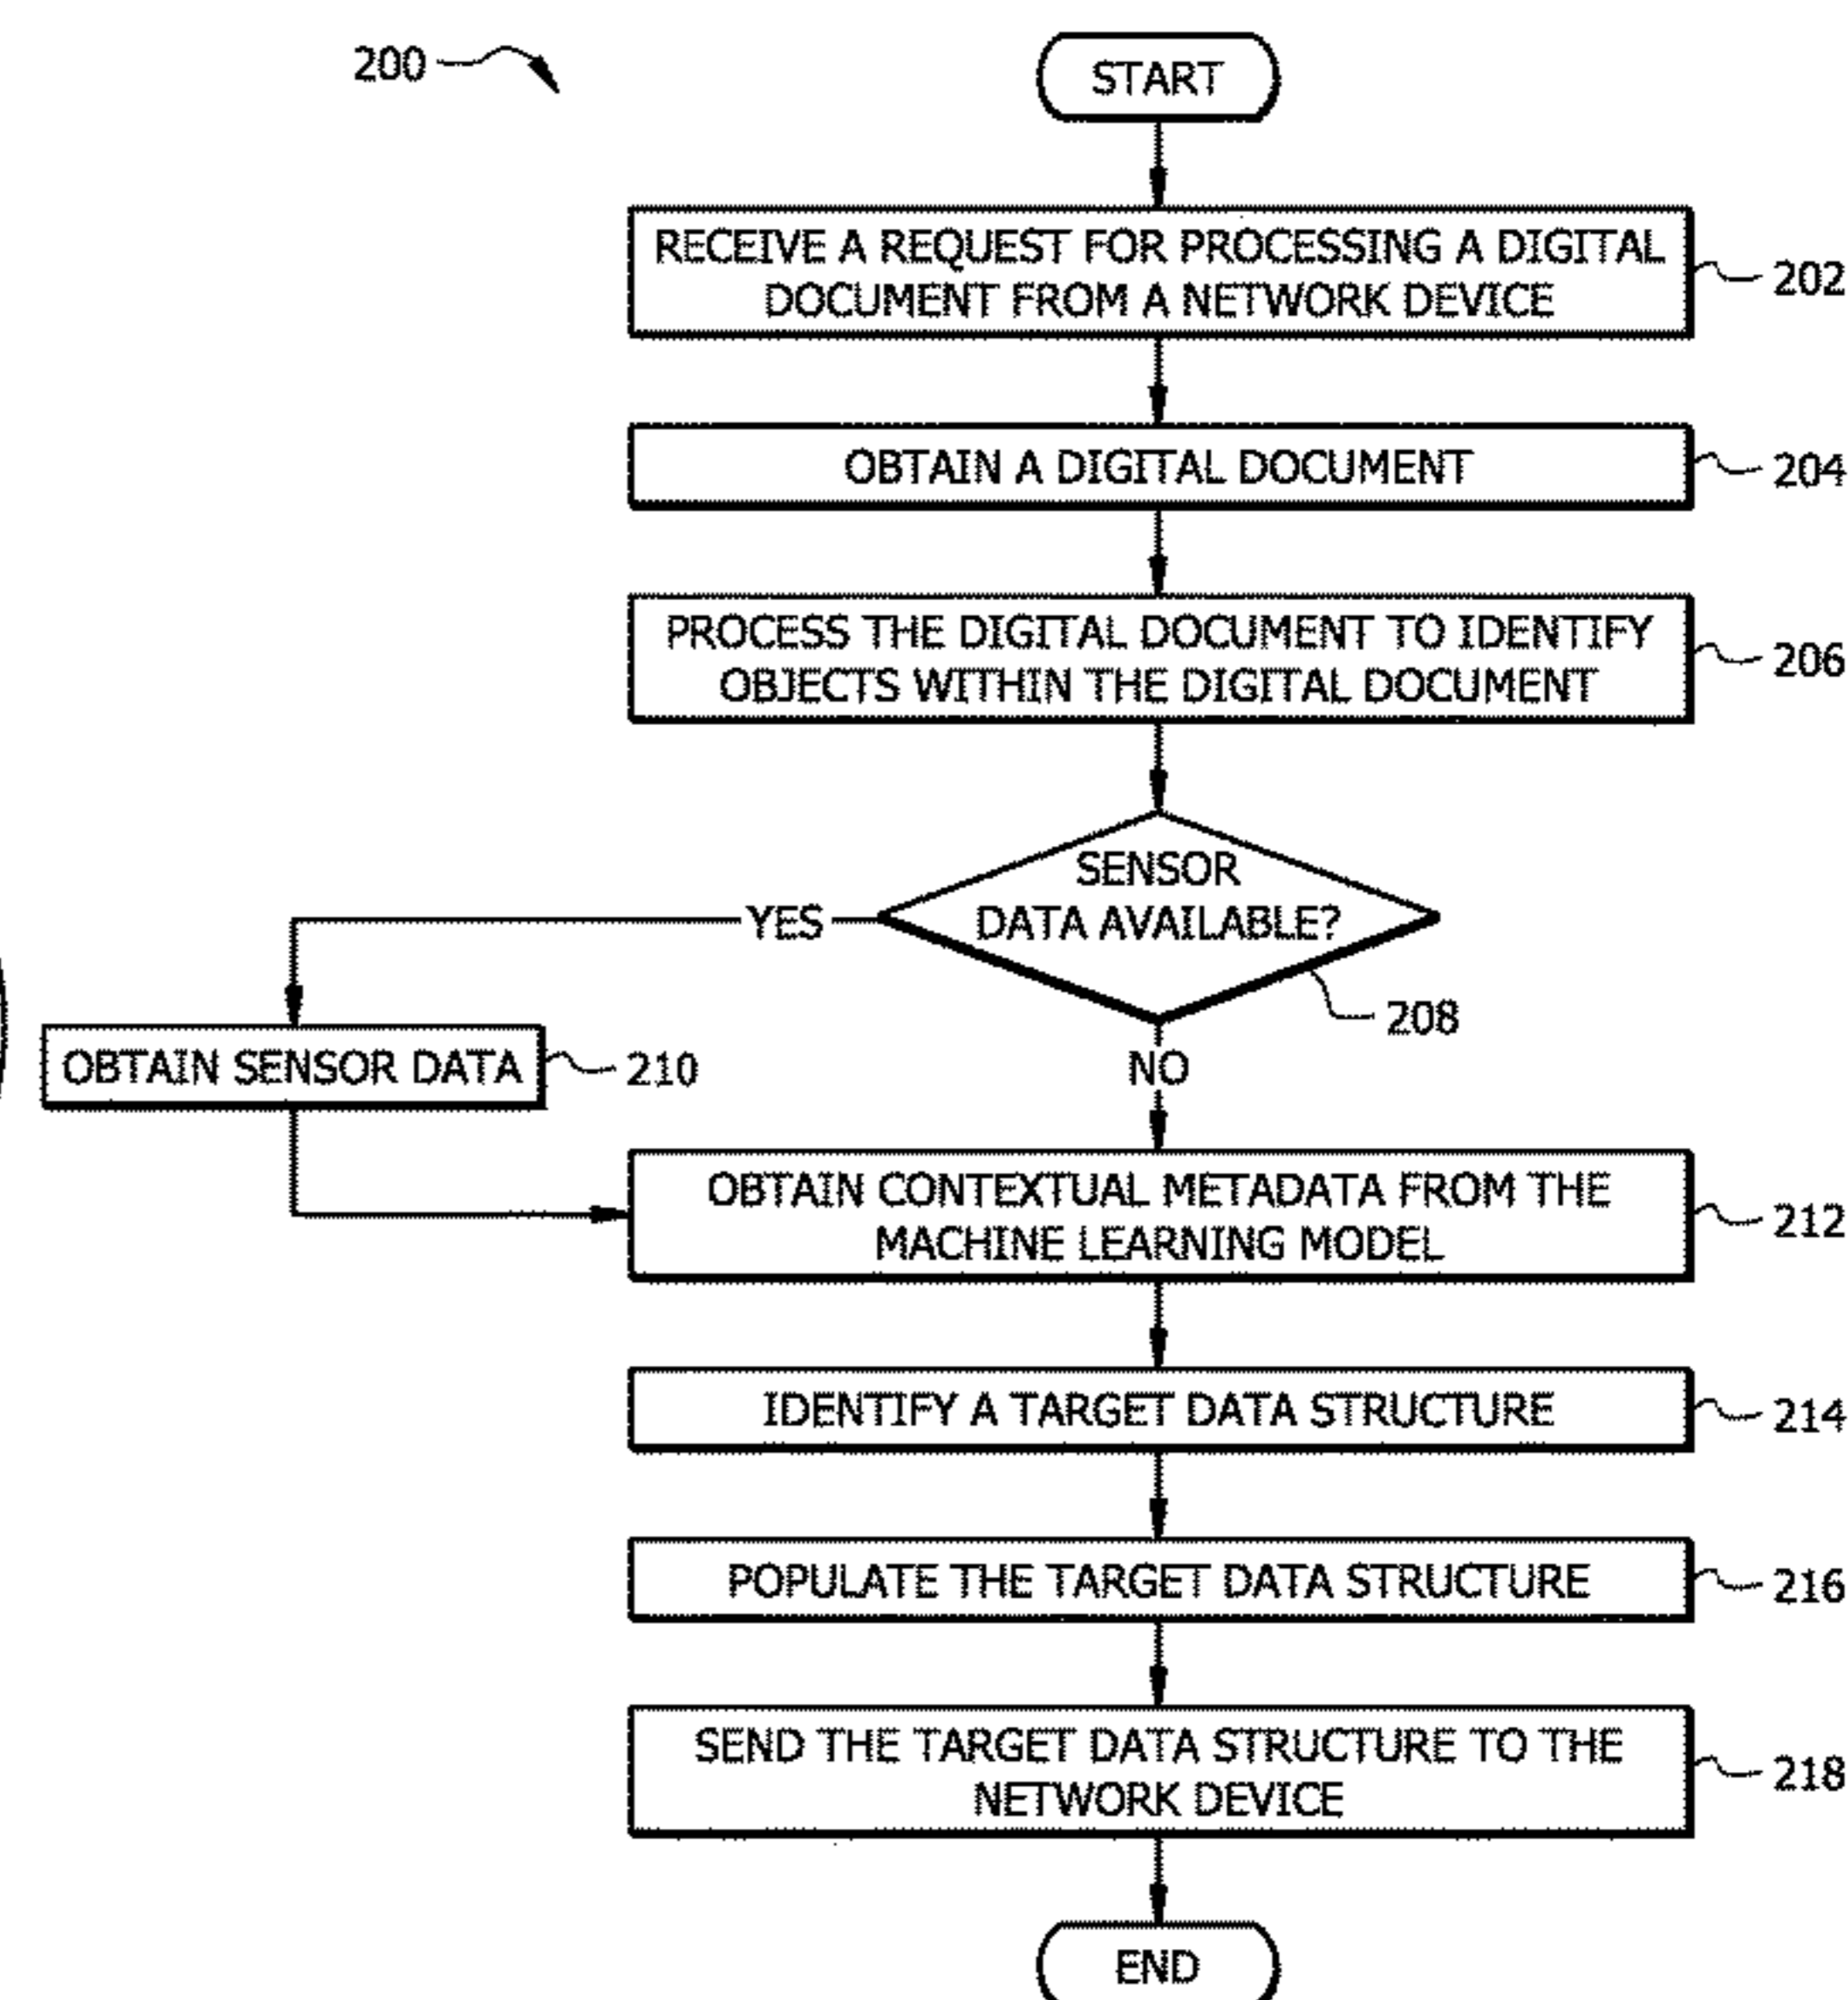 200
START
RECEIVE A REQUEST FOR PROCESSING A DIGITAL
DOCUMENT FROM A NETWORK DEVICE
202
OBTAIN A DIGITAL DOCUMENT
204
PROCESS THE DIGITAL DOCUMENT TO IDENTIFY
OBJECTS WITHIN THE DIGITAL DOCUMENT
206
SENSOR
DATA AVAILABLE?
208
YES
NO
OBTAIN SENSOR DATA
210
OBTAIN CONTEXTUAL METADATA FROM THE
MACHINE LEARNING MODEL
212
IDENTIFY A TARGET DATA STRUCTURE
214
POPULATE THE TARGET DATA STRUCTURE
216
SEND THE TARGET DATA STRUCTURE TO THE
NETWORK DEVICE
218
END